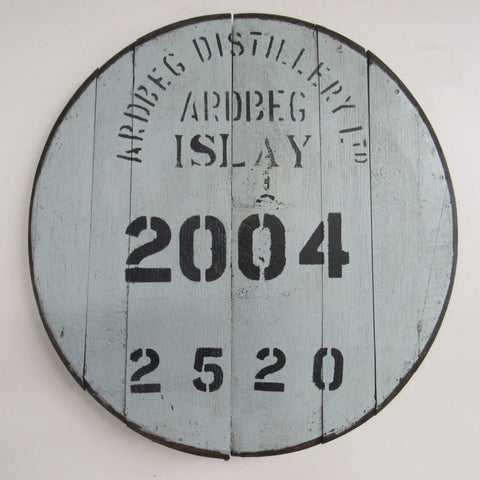 ARDBEG DISTILLERY LTD
ARDBEG
ISLAY
2004
2520